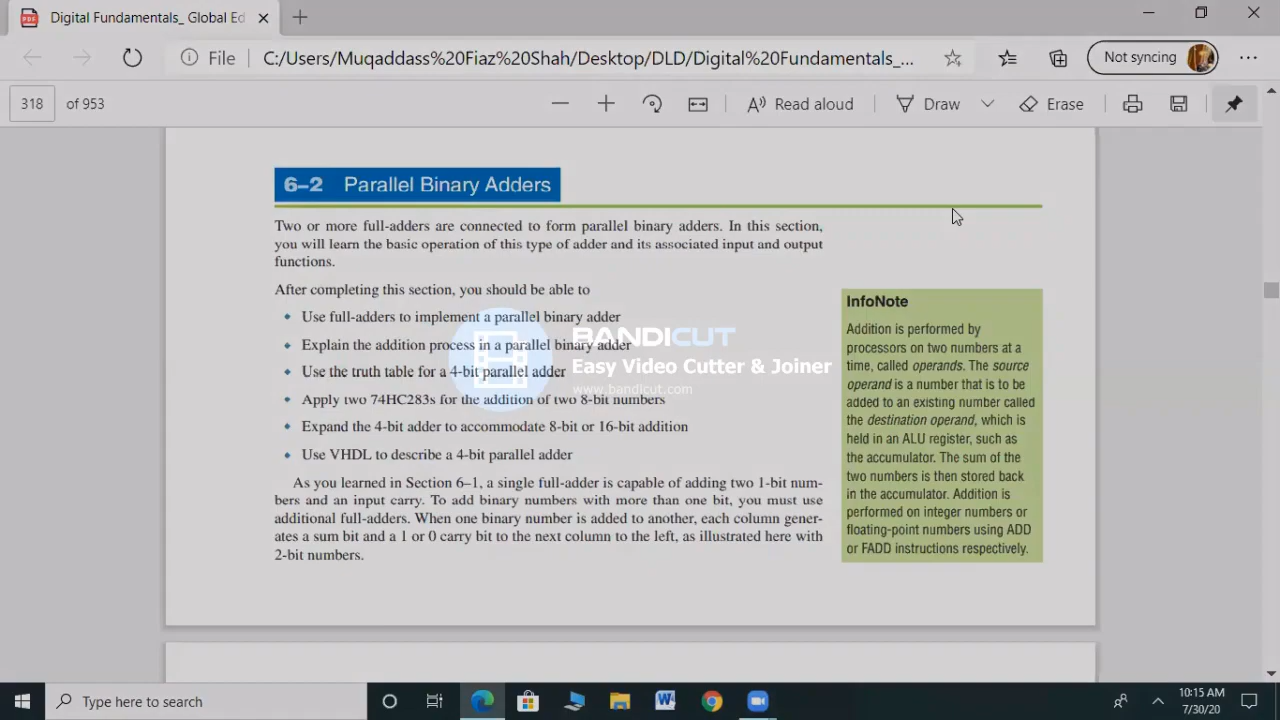 Digital Fundamentals_ Global Ed
File C:/Users/Muqaddass%20Fiaz%20Shah/Desktop/DLD/Digital%20Fundamentals_... Not syncing
318 of 953 Read aloud Draw Erase
6–2 Parallel Binary Adders
Two or more full-adders are connected to form parallel binary adders. In this section,
you will learn the basic operation of this type of adder and its associated input and output
functions.
After completing this section, you should be able to
Use full-adders to implement a parallel binary adder
Explain the addition process in a parallel binary adder
Use the truth table for a 4-bit parallel adder
Apply two 74HC283s for the addition of two 8-bit numbers
Expand the 4-bit adder to accommodate 8-bit or 16-bit addition
Use VHDL to describe a 4-bit parallel adder
As you learned in Section 6–1, a single full-adder is capable of adding two 1-bit num-
bers and an input carry. To add binary numbers with more than one bit, you must use
additional full-adders. When one binary number is added to another, each column gener-
ates a sum bit and a 1 or 0 carry bit to the next column to the left, as illustrated here with
2-bit numbers.
InfoNote
Addition is performed by
processors on two numbers at a
time, called operands. The source
operand is a number that is to be
added to an existing number called
the destination operand, which is
held in an ALU register, such as
the accumulator. The sum of the
two numbers is then stored back
in the accumulator. Addition is
performed on integer numbers or
floating-point numbers using ADD
or FADD instructions respectively.
BANDICUT
Easy Video Cutter & Joiner
www.bandicut.com
Type here to search
10:15 AM
7/30/20